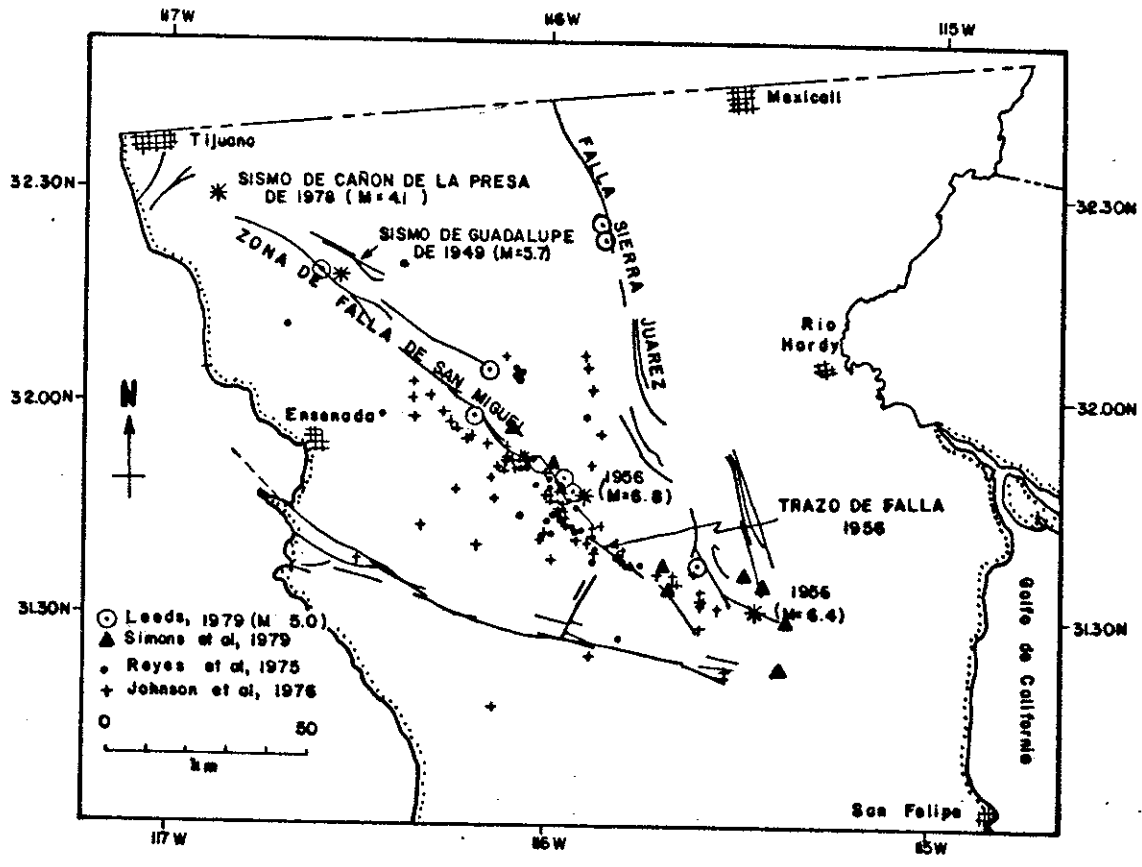 117W
116W
115W
Tijuana
Mexicali
32.30N
32.30N
SISMO DE CAÑON DE LA PRESA
DE 1978 (M=4.1)
SISMO DE GUADALUPE
DE 1949 (M=5.7)
ZONA DE FALLA DE SAN MIGUEL
FALLA SIERRA JUAREZ
Rio
Hardy
32.00N
32.00N
N
Ensenada
1956
(M=6.8)
TRAZO DE FALLA
1956
1956
(M=6.4)
31.30N
31.30N
Leeds, 1979 (M 5.0)
Simons et al, 1979
Reyes et al, 1975
Johnson et al, 1976
0
50
km
Golfo de California
San Felipe
117W
116W
115W